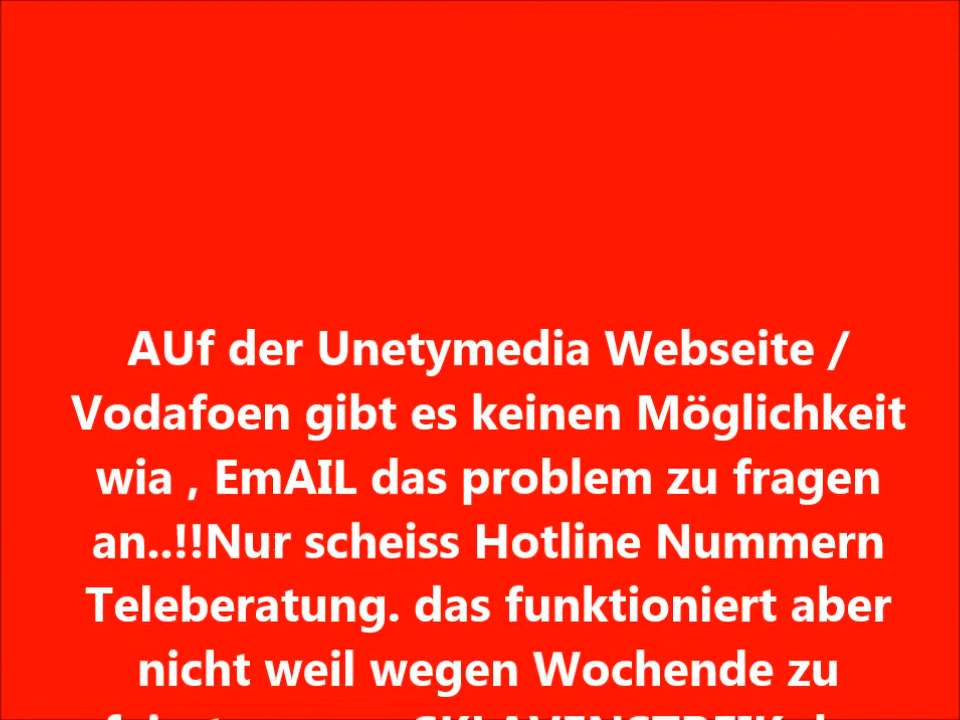 AUf der Unetymedia Webseite /
Vodafoen gibt es keinen Möglichkeit
wia , EmAIL das problem zu fragen
an..!!Nur scheiss Hotline Nummern
Teleberatung. das funktioniert aber
nicht weil wegen Wochende zu